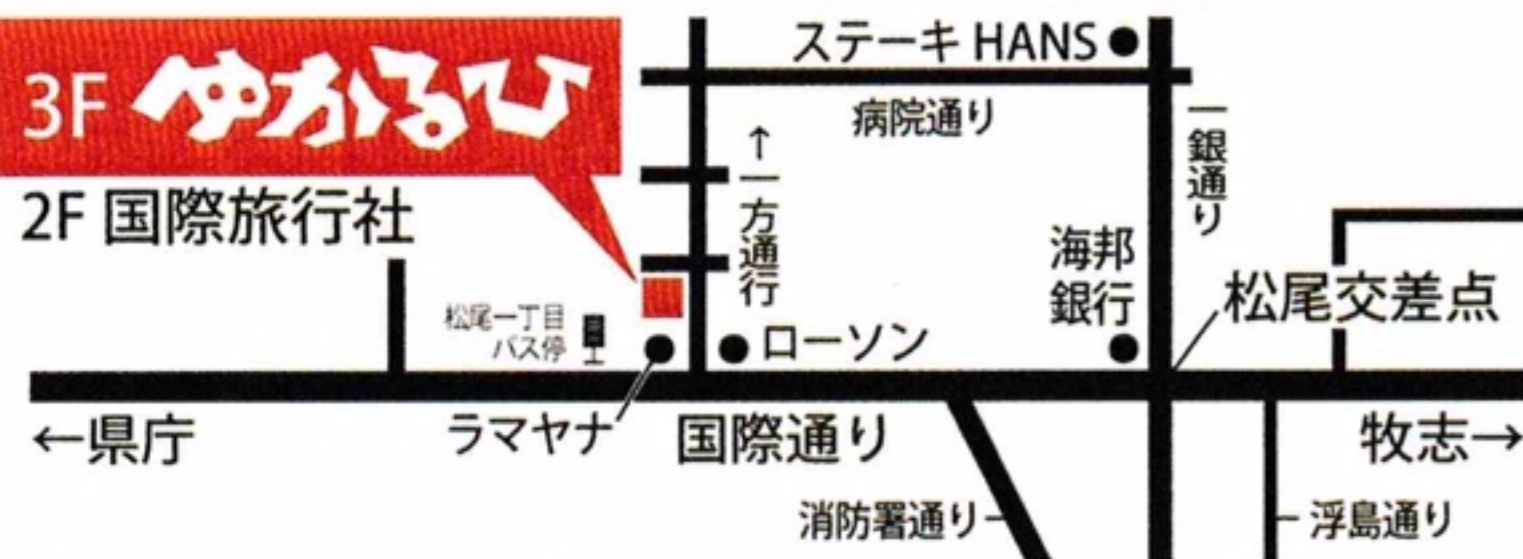 3F ゆかるひ
2F 国際旅行社
ステーキ HANS
病院通り
↑一方通行
一銀通り
海邦
銀行
松尾交差点
松尾一丁目
バス停
ローソン
ラマヤナ
国際通り
←県庁
牧志→
消防署通り
浮島通り